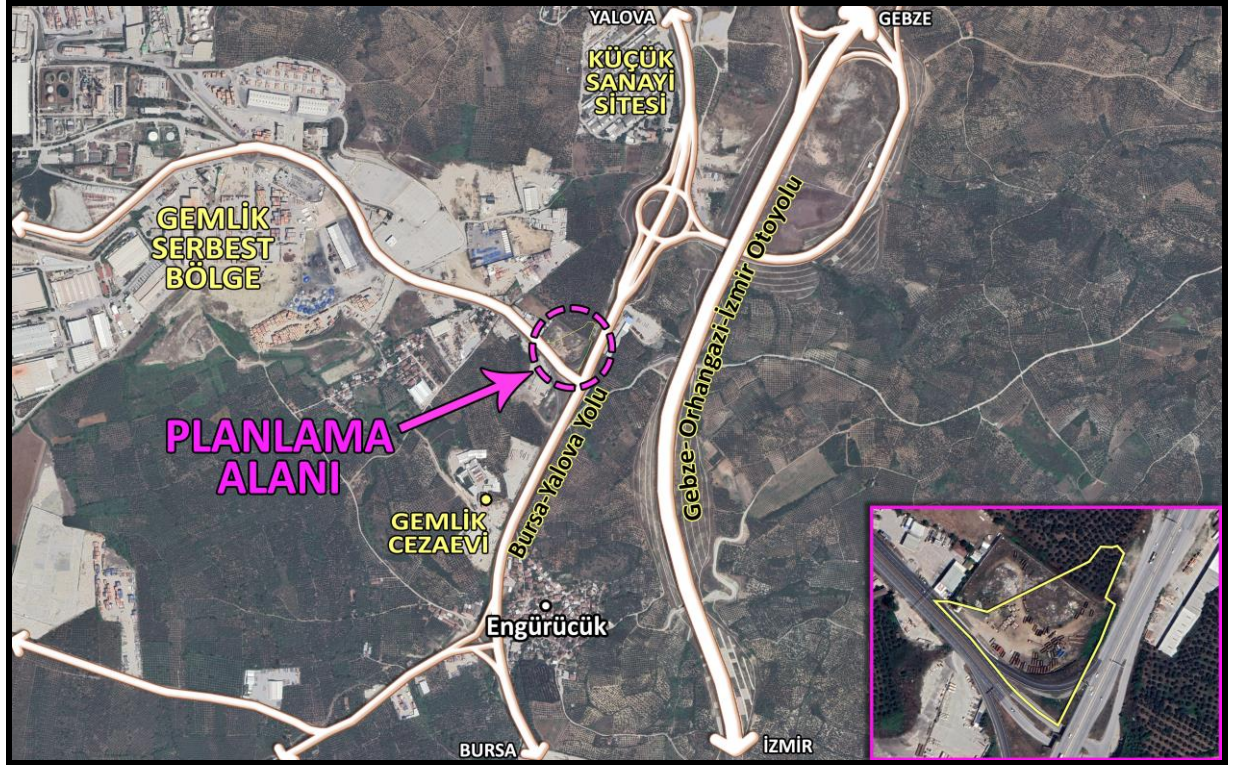 YALOVA
GEBZE
KÜÇÜK
SANAYİ
SİTESİ
GEMLİK
SERBEST
BÖLGE
Gebze-Orhangazi-İzmir Otoyolu
PLANLAMA
ALANI
Bursa-Yalova Yolu
GEMLİK
CEZAEVİ
Engürücük
BURSA
İZMİR